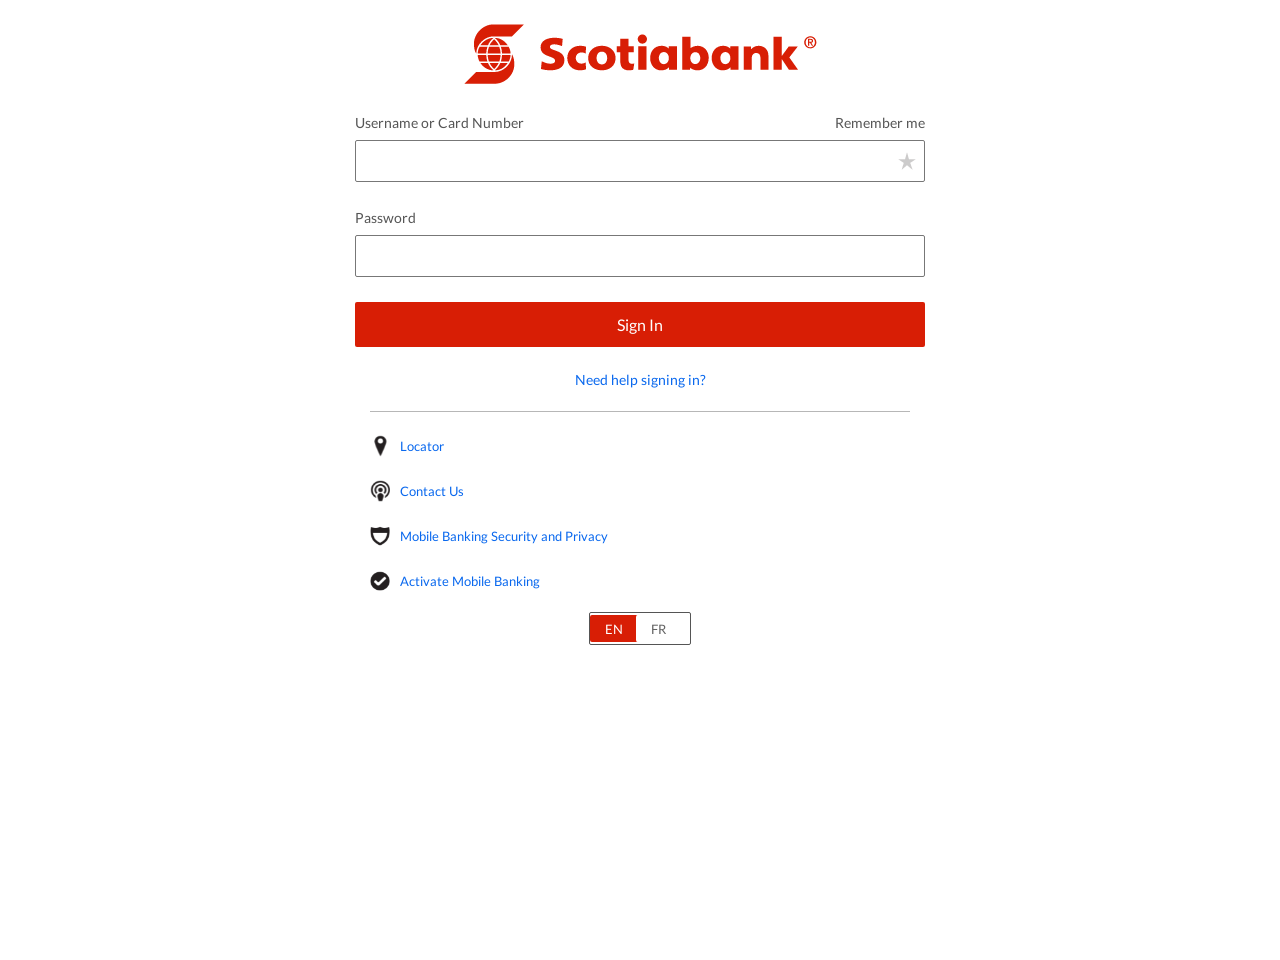 Scotiabank ®
Username or Card Number Remember me
Password
Sign In
Need help signing in?
Locator
Contact Us
Mobile Banking Security and Privacy
Activate Mobile Banking
EN FR